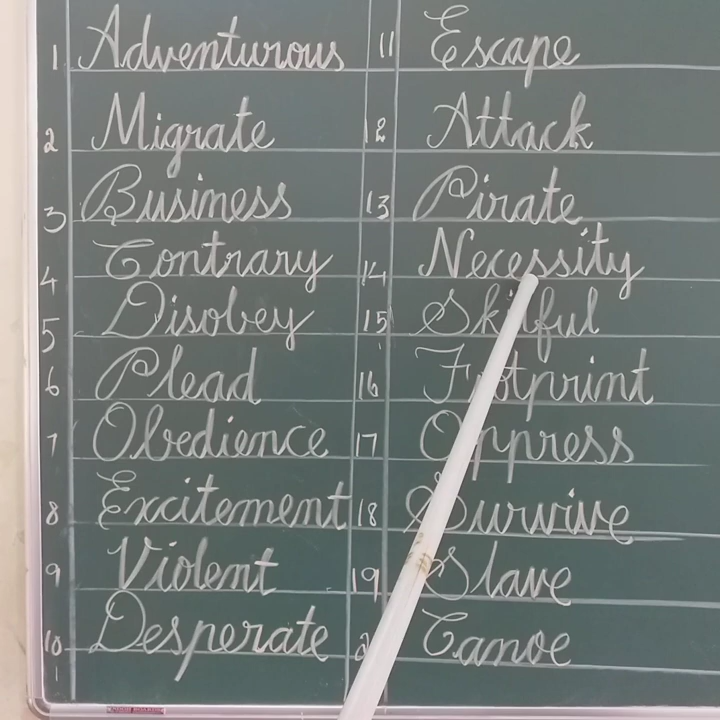 1 Adventurous
2 Migrate
3 Business
4 Contrary
5 Disobey
6 Plead
7 Obedience
8 Excitement
9 Violent
10 Desperate
11 Escape
12 Attack
13 Pirate
14 Necessity
15 Skilful
16 Footprint
17 Oppress
18 Survive
19 Slave
2 Canoe